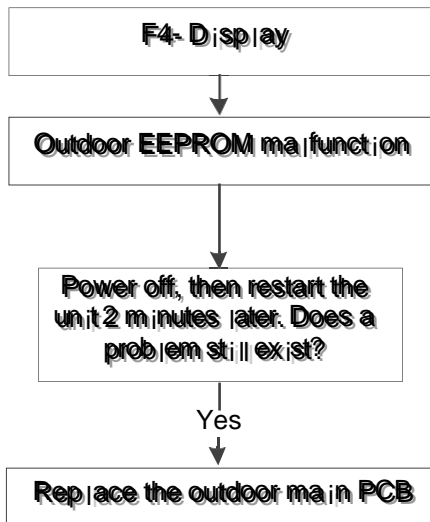 F4- Display
Outdoor EEPROM malfunction
Power off, then restart the
unit 2 minutes later. Does a
problem still exist?
Yes
Replace the outdoor main PCB